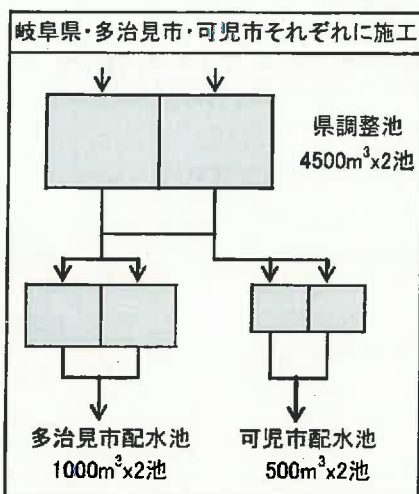 岐阜県・多治見市・可児市それぞれに施工
県調整池
4500m³x2池
多治見市配水池
1000m³x2池
可児市配水池
500m³x2池